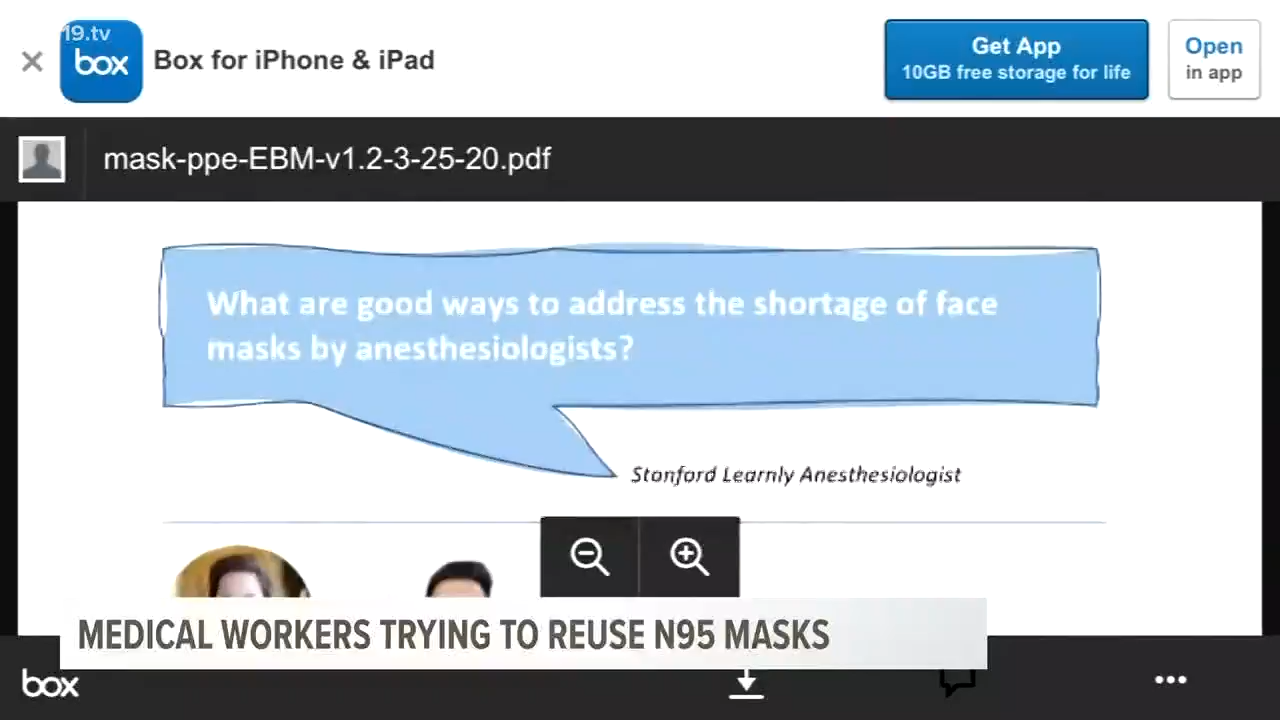 19.tv
box
Box for iPhone & iPad
Get App
10GB free storage for life
Open
in app
mask-ppe-EBM-v1.2-3-25-20.pdf
What are good ways to address the shortage of face
masks by anesthesiologists?
Stanford Learnly Anesthesiologist
MEDICAL WORKERS TRYING TO REUSE N95 MASKS
box